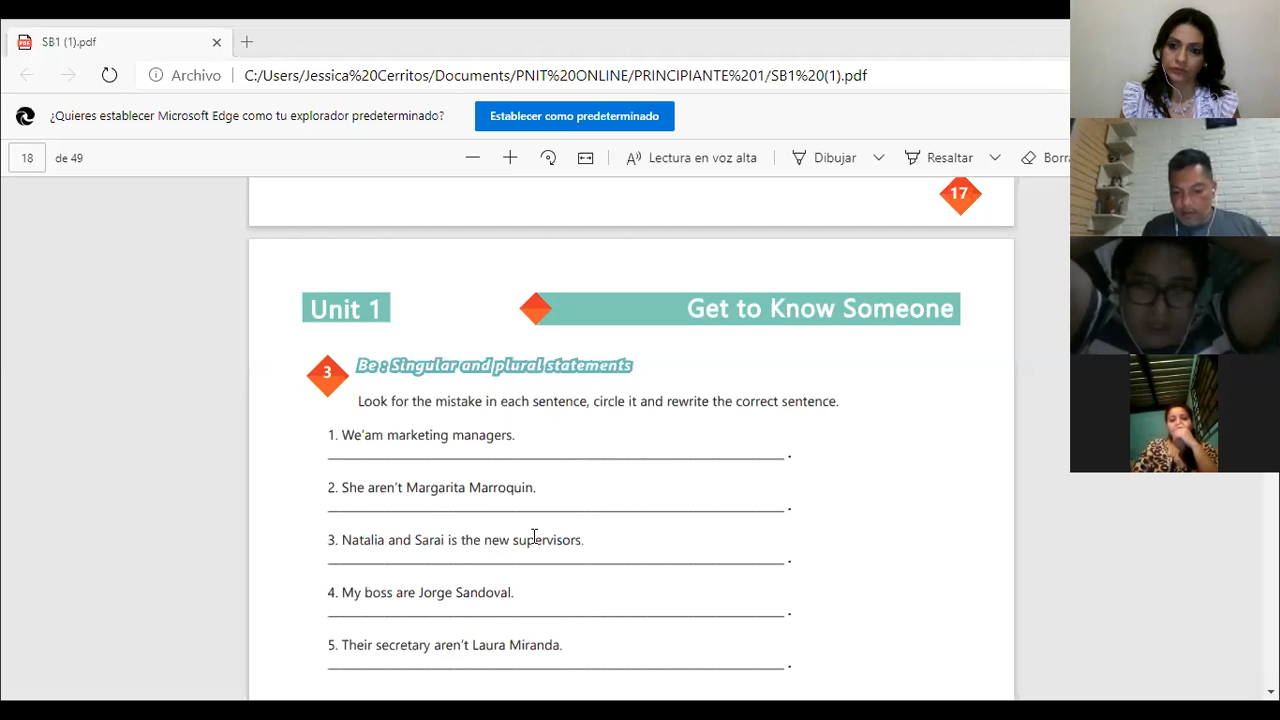 SB1 (1).pdf
Archivo C:/Users/Jessica%20Cerritos/Documents/PNIT%20ONLINE/PRINCIPIANTE%201/SB1%20(1).pdf
¿Quieres establecer Microsoft Edge como tu explorador predeterminado? Establecer como predeterminado
18 de 49 Lectura en voz alta Dibujar Resaltar Borra
17
Unit 1 Get to Know Someone
3 Be : Singular and plural statements
Look for the mistake in each sentence, circle it and rewrite the correct sentence.
1. We'am marketing managers.
.
2. She aren't Margarita Marroquin.
.
3. Natalia and Sarai is the new supervisors.
.
4. My boss are Jorge Sandoval.
.
5. Their secretary aren't Laura Miranda.
.